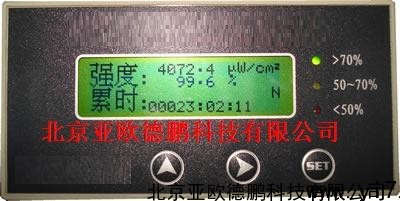 强度: 4072.4 μW/cm²
99.6 %
N
累时:00023:02:11
>70%
50~70%
<50%
北京亚欧德鹏科技有限公司
SET
北京亚欧德鹏科技有限公司